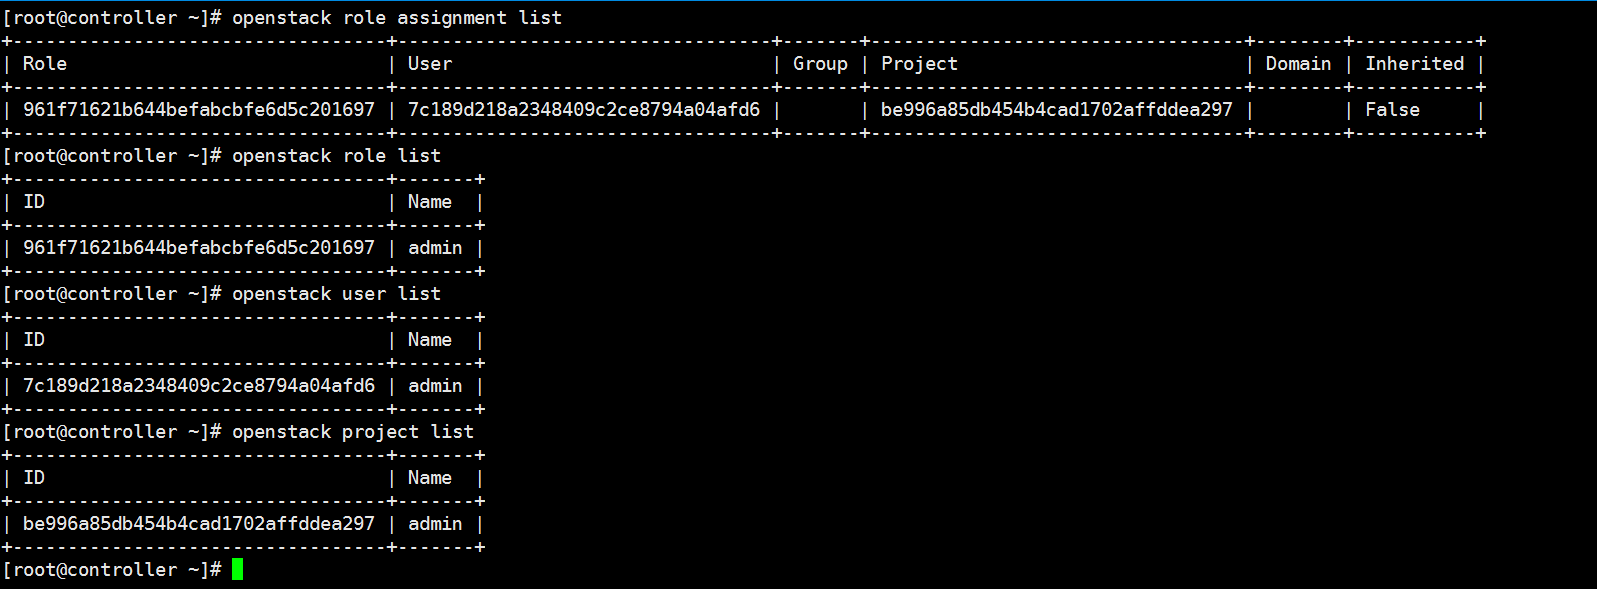 [root@controller ~]# openstack role assignment list
+----------------------------------+----------------------------------+-------+----------------------------------+--------+-----------+
| Role                             | User                             | Group | Project                          | Domain | Inherited |
+----------------------------------+----------------------------------+-------+----------------------------------+--------+-----------+
| 961f71621b644befabcbfe6d5c201697 | 7c189d218a2348409c2ce8794a04afd6 |       | be996a85db454b4cad1702affddea297 |        | False     |
+----------------------------------+----------------------------------+-------+----------------------------------+--------+-----------+
[root@controller ~]# openstack role list
+----------------------------------+-------+
| ID                               | Name  |
+----------------------------------+-------+
| 961f71621b644befabcbfe6d5c201697 | admin |
+----------------------------------+-------+
[root@controller ~]# openstack user list
+----------------------------------+-------+
| ID                               | Name  |
+----------------------------------+-------+
| 7c189d218a2348409c2ce8794a04afd6 | admin |
+----------------------------------+-------+
[root@controller ~]# openstack project list
+----------------------------------+-------+
| ID                               | Name  |
+----------------------------------+-------+
| be996a85db454b4cad1702affddea297 | admin |
+----------------------------------+-------+
[root@controller ~]#